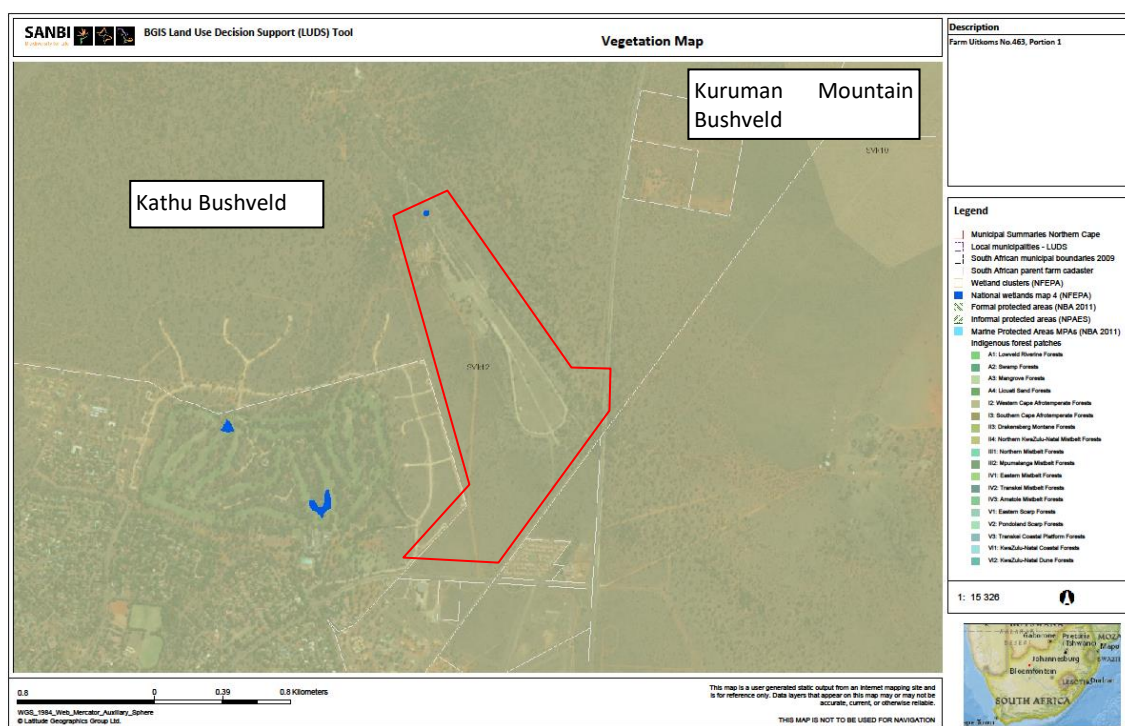 SANBI
BGIS Land Use Decision Support (LUDS) Tool
Vegetation Map
Description
Farm Uitkoms No.463, Portion 1
Kuruman Mountain
Bushveld
SVk10
Kathu Bushveld
SVk12
Legend
Municipal Summaries Northern Cape
Local municipalities - LUDS
South African municipal boundaries 2009
South African parent farm cadaster
Wetland clusters (NFEPA)
National wetlands map 4 (NFEPA)
Formal protected areas (NBA 2011)
Informal protected areas (NPAES)
Marine Protected Areas MPAs (NBA 2011)
Indigenous forest patches
A1: Lowveld Riverine Forests
A2: Swamp Forests
A3: Mangrove Forests
A4: Licuati Sand Forests
I2: Western Cape Afrotemperate Forests
I3: Southern Cape Afrotemperate Forests
II3: Drakensberg Montane Forests
II4: Northern KwaZulu-Natal Mistbelt Forests
III1: Northern Mistbelt Forests
III2: Mpumalanga Mistbelt Forests
IV1: Eastern Mistbelt Forests
IV2: Transkei Mistbelt Forests
IV3: Amatole Mistbelt Forests
V1: Eastern Scarp Forests
V2: Pondoland Scarp Forests
V3: Transkei Coastal Platform Forests
VI1: KwaZulu-Natal Coastal Forests
VI2: KwaZulu-Natal Dune Forests
1: 15 326
0.8 0 0.39 0.8 Kilometers
WGS_1984_Web_Mercator_Auxiliary_Sphere
© Latitude Geographics Group Ltd.
This map is a user generated static output from an Internet mapping site and
is for reference only. Data layers that appear on this map may or may not be
accurate, current, or otherwise reliable.
THIS MAP IS NOT TO BE USED FOR NAVIGATION
Gaborone Pretoria MOZA
(Tshwane) Mapu
Johannesburg SWAZIL
Bloemfontein
LESOTHO Durban
SOUTH AFRICA